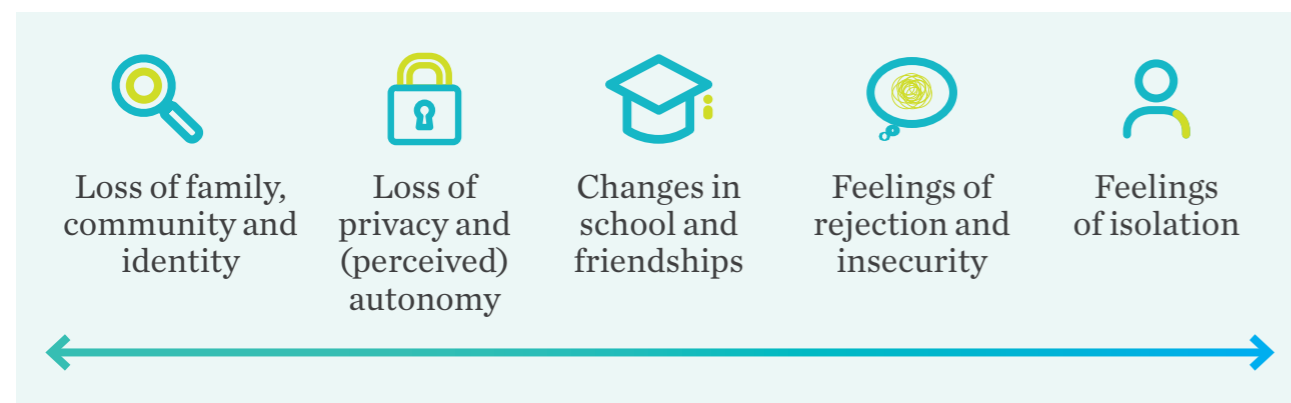 Loss of family,
community and
identity
Loss of
privacy and
(perceived)
autonomy
Changes in
school and
friendships
Feelings of
rejection and
insecurity
Feelings
of isolation